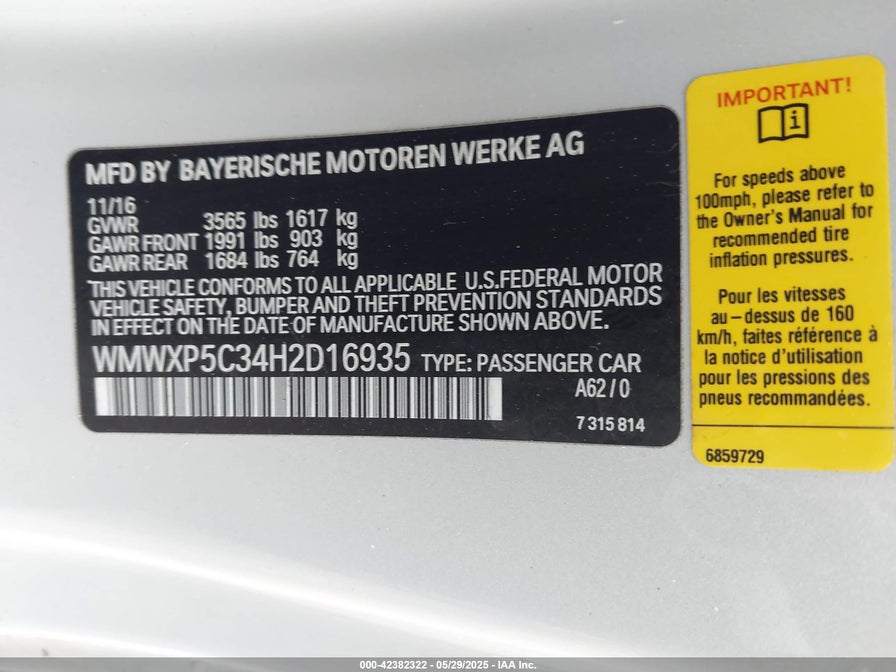 MFD BY BAYERISCHE MOTOREN WERKE AG
11/16
GVWR 3565 lbs 1617 kg
GAWR FRONT 1991 lbs 903 kg
GAWR REAR 1684 lbs 764 kg
THIS VEHICLE CONFORMS TO ALL APPLICABLE U.S.FEDERAL MOTOR
VEHICLE SAFETY, BUMPER AND THEFT PREVENTION STANDARDS
IN EFFECT ON THE DATE OF MANUFACTURE SHOWN ABOVE.
WMWXP5C34H2D16935 TYPE: PASSENGER CAR
A62/0
7 315 814
IMPORTANT!
i
For speeds above
100mph, please refer to
the Owner's Manual for
recommended tire
inflation pressures.
Pour les vitesses
au-dessus de 160
km/h, faites référence à
la notice d'utilisation
pour les pressions des
pneus recommandées.
6859729
000-42382322 / 05/29/2025 / IAA Inc.